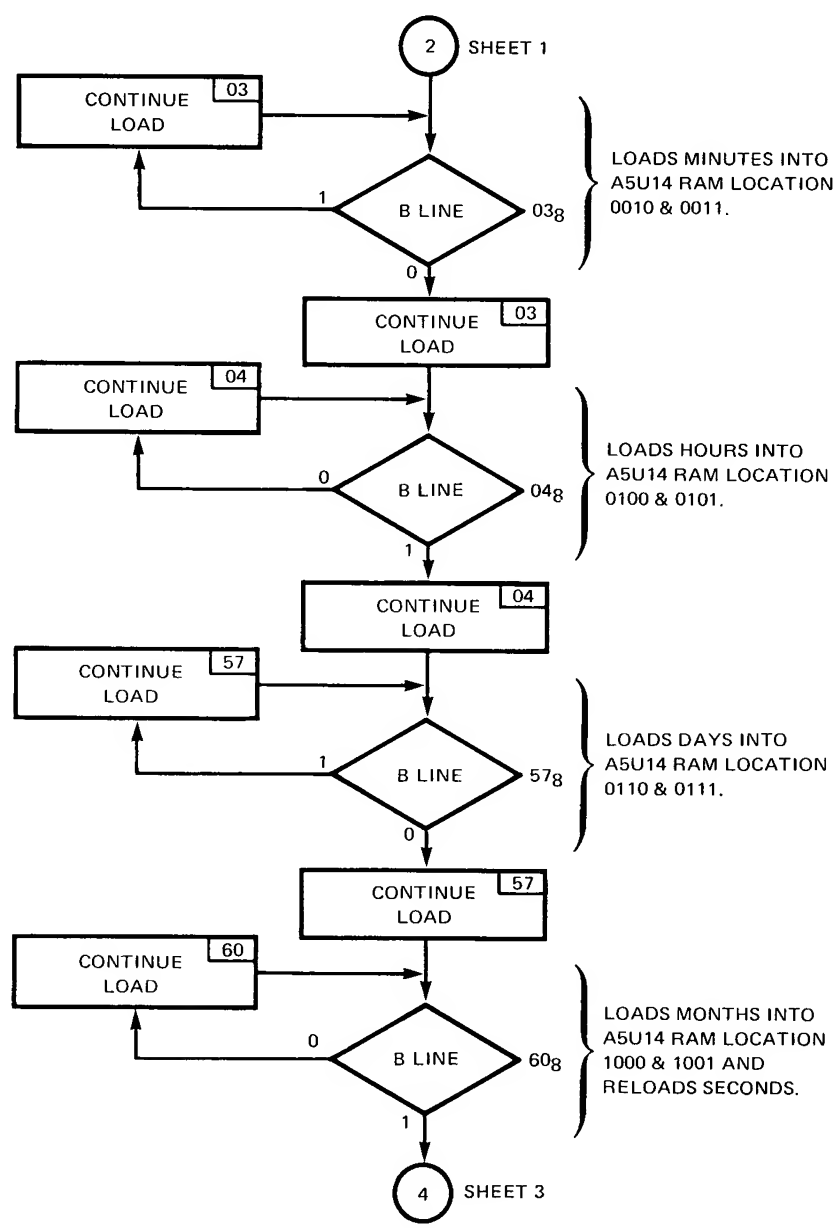 2 SHEET 1
03
CONTINUE
LOAD
1
B LINE
03₈
LOADS MINUTES INTO
A5U14 RAM LOCATION
0010 & 0011.
0
03
CONTINUE
LOAD
04
CONTINUE
LOAD
0
B LINE
04₈
LOADS HOURS INTO
A5U14 RAM LOCATION
0100 & 0101.
1
04
CONTINUE
LOAD
57
CONTINUE
LOAD
1
B LINE
57₈
LOADS DAYS INTO
A5U14 RAM LOCATION
0110 & 0111.
0
57
CONTINUE
LOAD
60
CONTINUE
LOAD
0
B LINE
60₈
LOADS MONTHS INTO
A5U14 RAM LOCATION
1000 & 1001 AND
RELOADS SECONDS.
1
4 SHEET 3